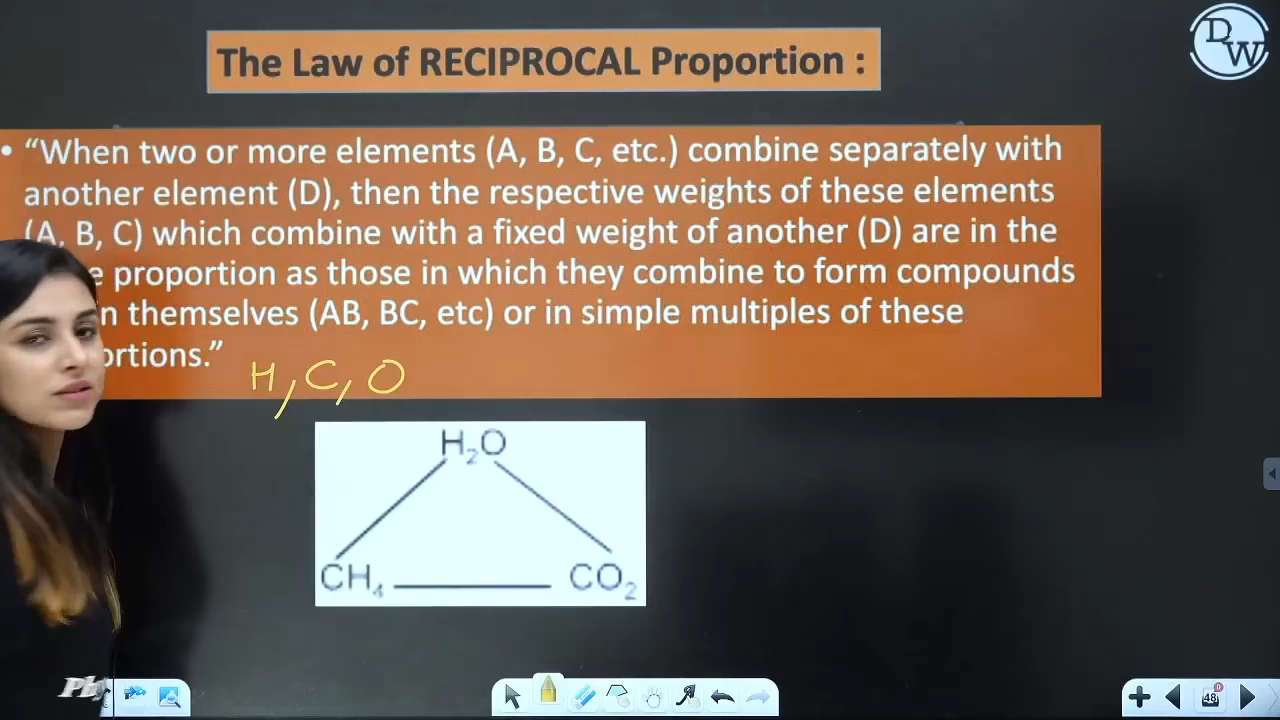 The Law of RECIPROCAL Proportion :
DW
• “When two or more elements (A, B, C, etc.) combine separately with
another element (D), then the respective weights of these elements
(A, B, C) which combine with a fixed weight of another (D) are in the
proportion as those in which they combine to form compounds
themselves (AB, BC, etc) or in simple multiples of these
H, C, O
H₂O
CH₄ CO₂
48